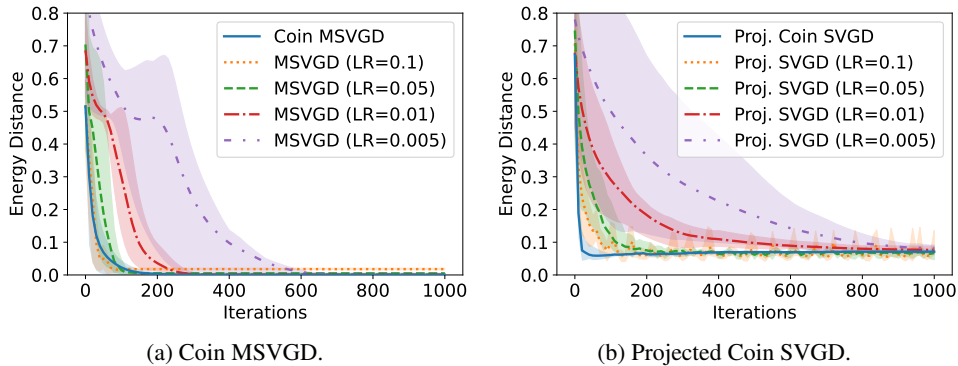 Energy Distance
0.8
0.7
0.6
0.5
0.4
0.3
0.2
0.1
0.0
Coin MSVGD
MSVGD (LR=0.1)
MSVGD (LR=0.05)
MSVGD (LR=0.01)
MSVGD (LR=0.005)
0 200 400 600 800 1000
Iterations
(a) Coin MSVGD.
Energy Distance
0.8
0.7
0.6
0.5
0.4
0.3
0.2
0.1
0.0
Proj. Coin SVGD
Proj. SVGD (LR=0.1)
Proj. SVGD (LR=0.05)
Proj. SVGD (LR=0.01)
Proj. SVGD (LR=0.005)
0 200 400 600 800 1000
Iterations
(b) Projected Coin SVGD.